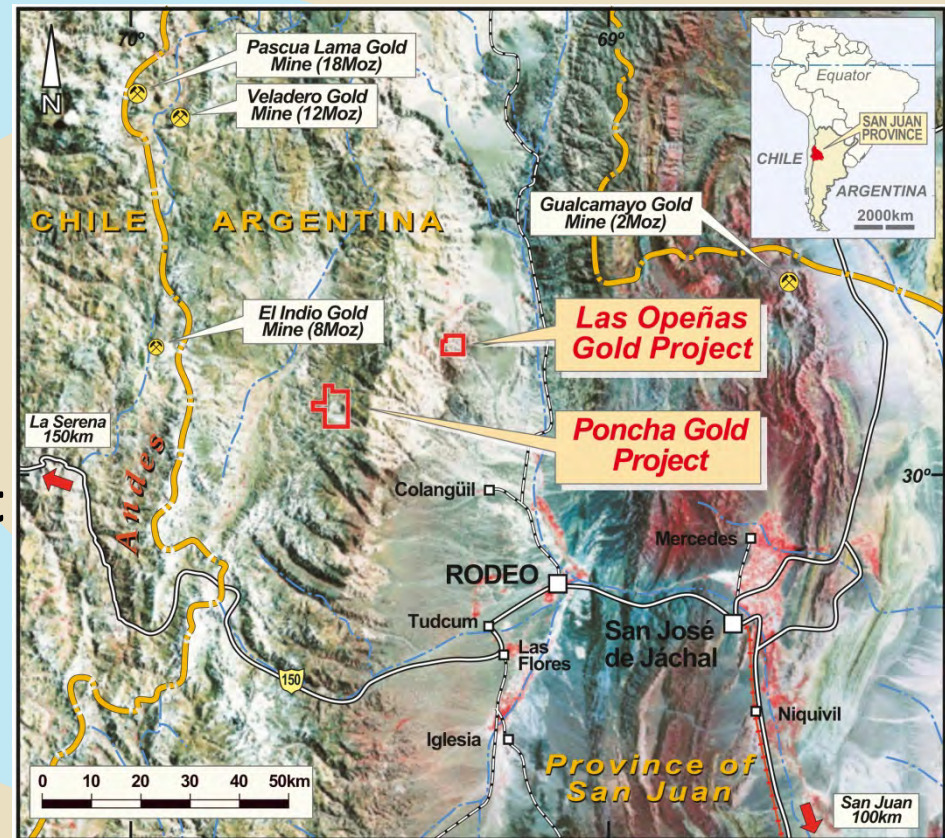 70º
69º
Pascua Lama Gold
Mine (18Moz)
N
Veladero Gold
Mine (12Moz)
Equator
SAN JUAN
PROVINCE
CHILE
ARGENTINA
2000km
CHILE ARGENTINA
Gualcamayo Gold
Mine (2Moz)
El Indio Gold
Mine (8Moz)
Las Opeñas
Gold Project
La Serena
150km
Poncha Gold
Project
Andes
30º
Colangüil
Mercedes
RODEO
Tudcum
San José
de Jáchal
Las
Flores
150
Niquivil
Iglesia
Province of
San Juan
0 10 20 30 40 50km
San Juan
100km
t